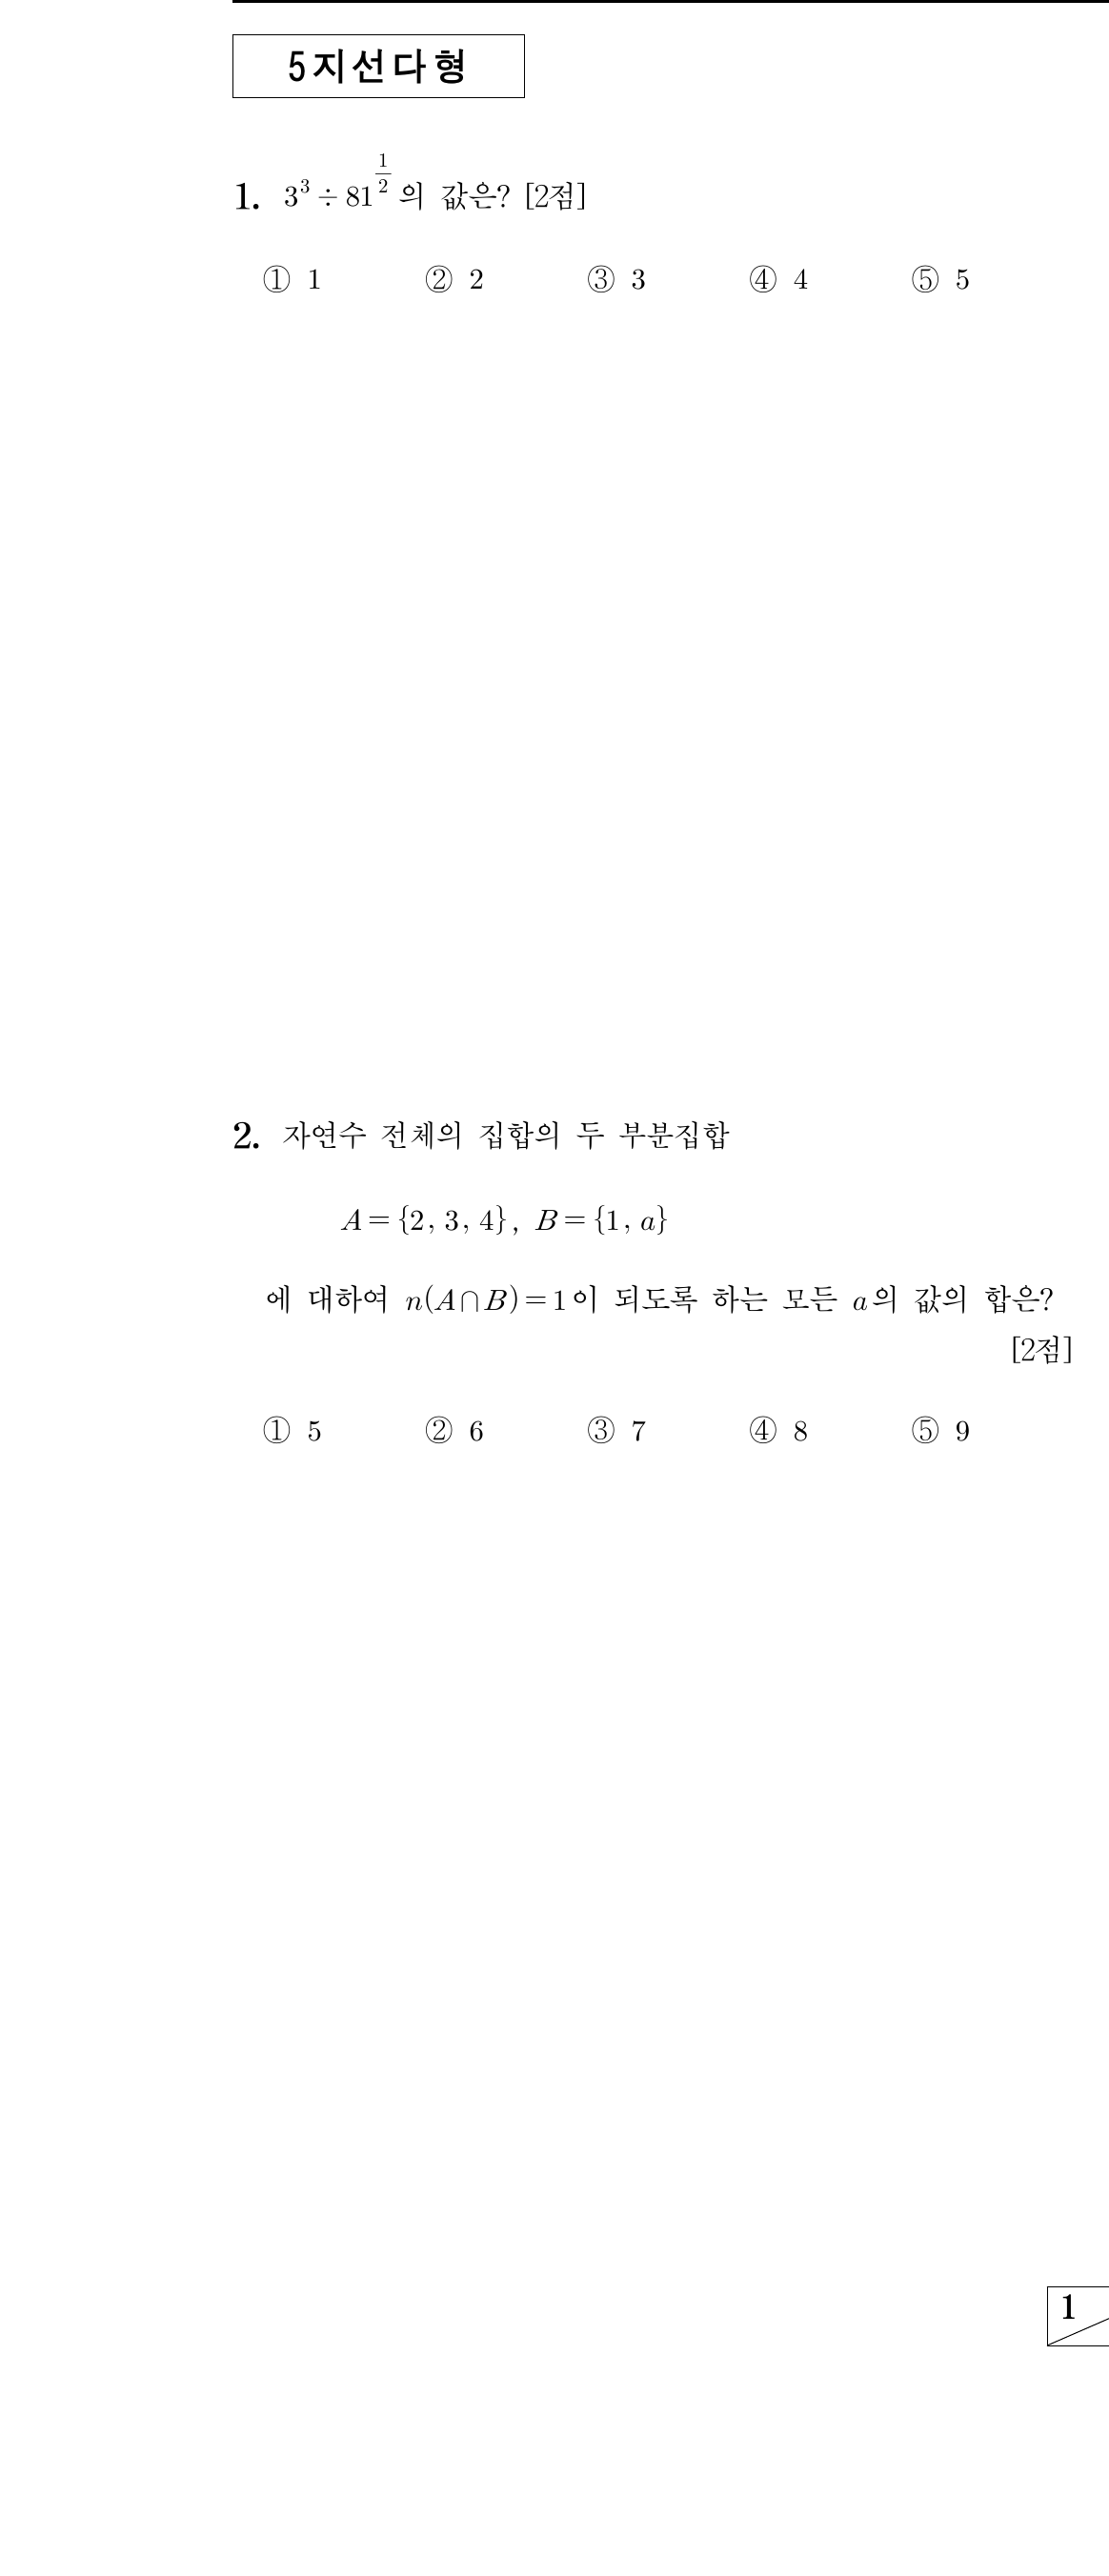 5지선다형
1. 3³÷81^{\frac{1}{2}}의 값은? [2점]
① 1 ② 2 ③ 3 ④ 4 ⑤ 5
2. 자연수 전체의 집합의 두 부분집합
A={2, 3, 4}, B={1, a}
에 대하여 n(A∩B)=1이 되도록 하는 모든 a의 값의 합은?
[2점]
① 5 ② 6 ③ 7 ④ 8 ⑤ 9
1